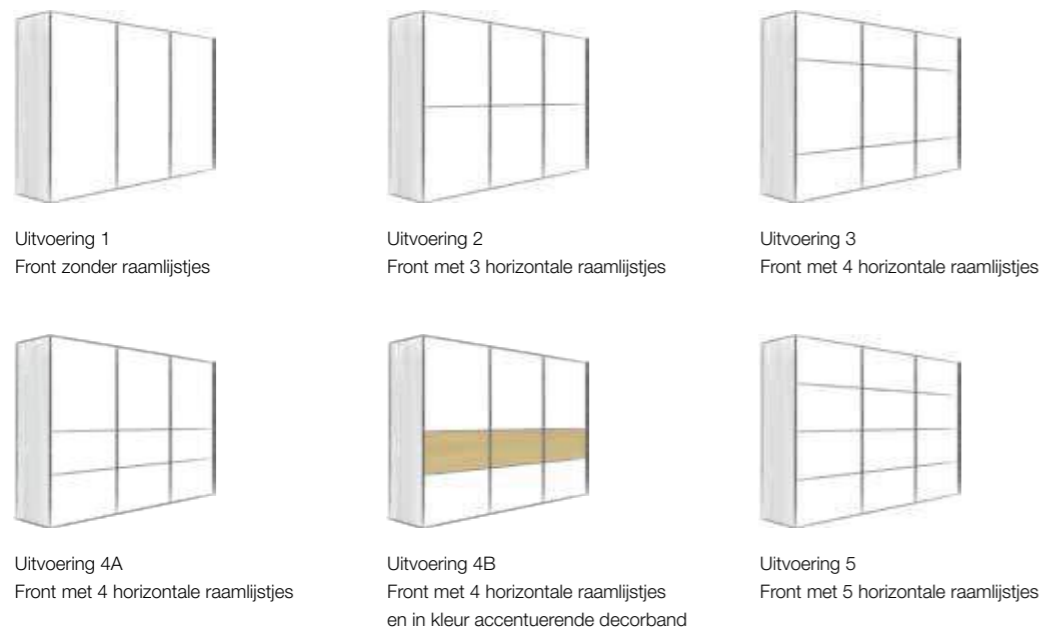 Uitvoering 1
Front zonder raamlijstjes
Uitvoering 2
Front met 3 horizontale raamlijstjes
Uitvoering 3
Front met 4 horizontale raamlijstjes
Uitvoering 4A
Front met 4 horizontale raamlijstjes
Uitvoering 4B
Front met 4 horizontale raamlijstjes
en in kleur accentuerende decorband
Uitvoering 5
Front met 5 horizontale raamlijstjes